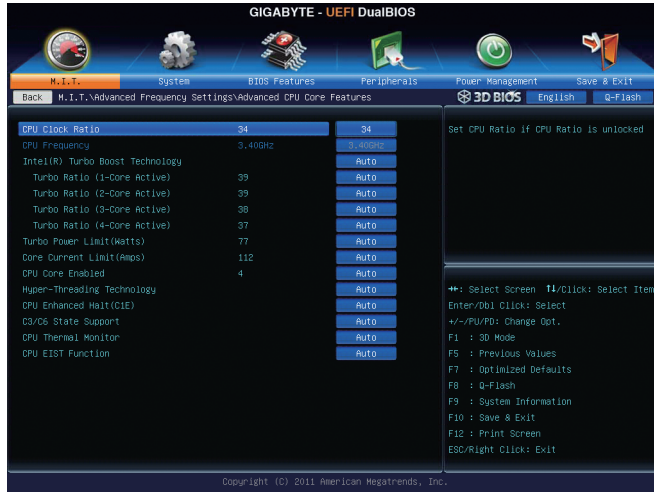 GIGABYTE - UEFI DualBIOS
M.I.T. System BIOS Features Peripherals Power Management Save & Exit
Back M.I.T.\Advanced Frequency Settings\Advanced CPU Core Features 3D BIOS English Q-Flash
CPU Clock Ratio 34 34
CPU Frequency 3.40GHz 3.40GHz
Intel(R) Turbo Boost Technology Auto
Turbo Ratio (1-Core Active) 39 Auto
Turbo Ratio (2-Core Active) 39 Auto
Turbo Ratio (3-Core Active) 38 Auto
Turbo Ratio (4-Core Active) 37 Auto
Turbo Power Limit(Watts) 77 Auto
Core Current Limit(Amps) 112 Auto
CPU Core Enabled 4 Auto
Hyper-Threading Technology Auto
CPU Enhanced Halt(C1E) Auto
C3/C6 State Support Auto
CPU Thermal Monitor Auto
CPU EIST Function Auto
Set CPU Ratio if CPU Ratio is unlocked
→←: Select Screen ↑↓/Click: Select Item
Enter/Dbl Click: Select
+/-/PU/PD: Change Opt.
F1 : 3D Mode
F5 : Previous Values
F7 : Optimized Defaults
F8 : Q-Flash
F9 : System Information
F10 : Save & Exit
F12 : Print Screen
ESC/Right Click: Exit
Copyright (C) 2011 American Megatrends, Inc.